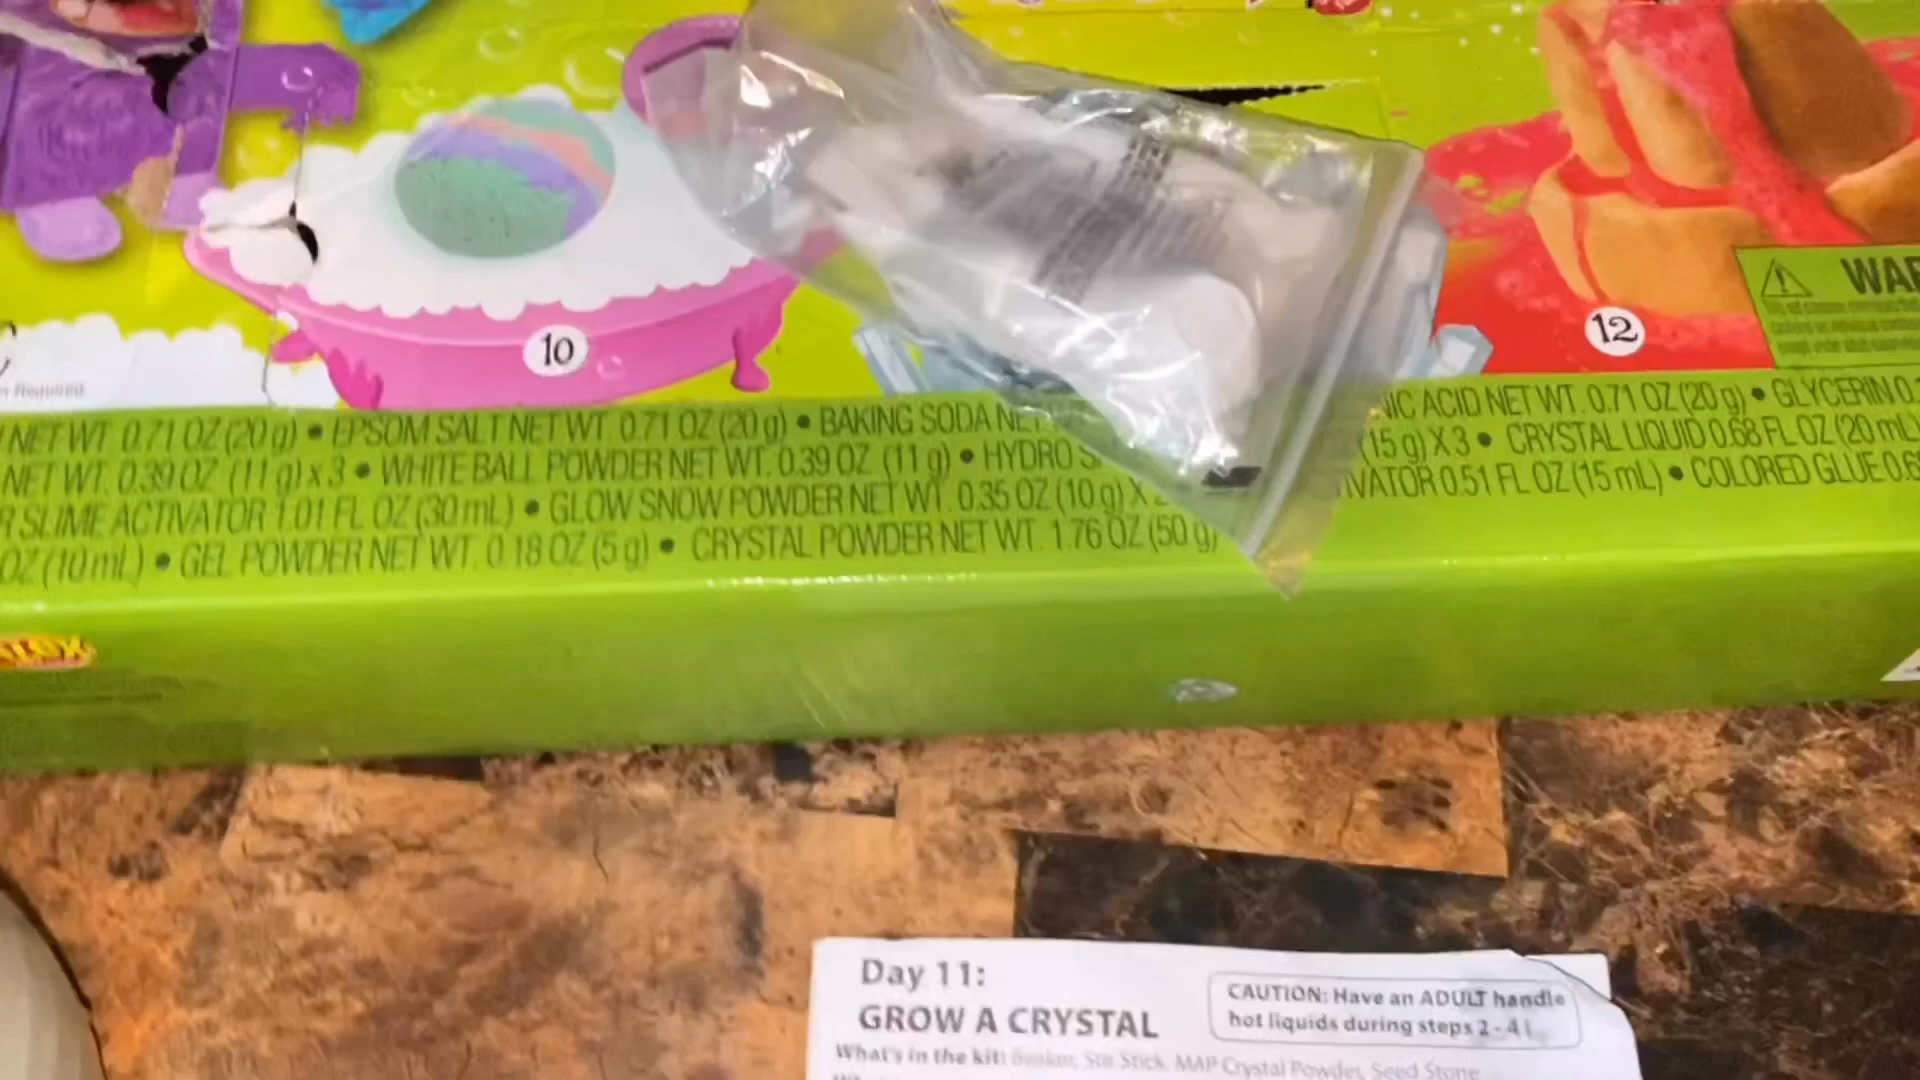 10
12
WAR
Required
NET WT. 0.71 OZ (20 g) • EPSOM SALT NET WT. 0.71 OZ (20 g) • BAKING SODA NET NIC ACID NET WT. 0.71 OZ (20 g) • GLYCERIN 0.
NET WT. 0.39 OZ (11 g) x 3 • WHITE BALL POWDER NET WT. 0.39 OZ (11 g) • HYDRO S (15 g) X 3 • CRYSTAL LIQUID 0.68 FL OZ (20 mL)
R SLIME ACTIVATOR 1.01 FL OZ (30 mL) • GLOW SNOW POWDER NET WT. 0.35 OZ (10 g) X IVATOR 0.51 FL OZ (15 mL) • COLORED GLUE 0.6
OZ (10 mL) • GEL POWDER NET WT. 0.18 OZ (5 g) • CRYSTAL POWDER NET WT. 1.76 OZ (50 g)
Day 11:
GROW A CRYSTAL
CAUTION: Have an ADULT handle
hot liquids during steps 2-4
What's in the kit: Beaker, Stir Stick, MAP Crystal Powder, Seed Stone